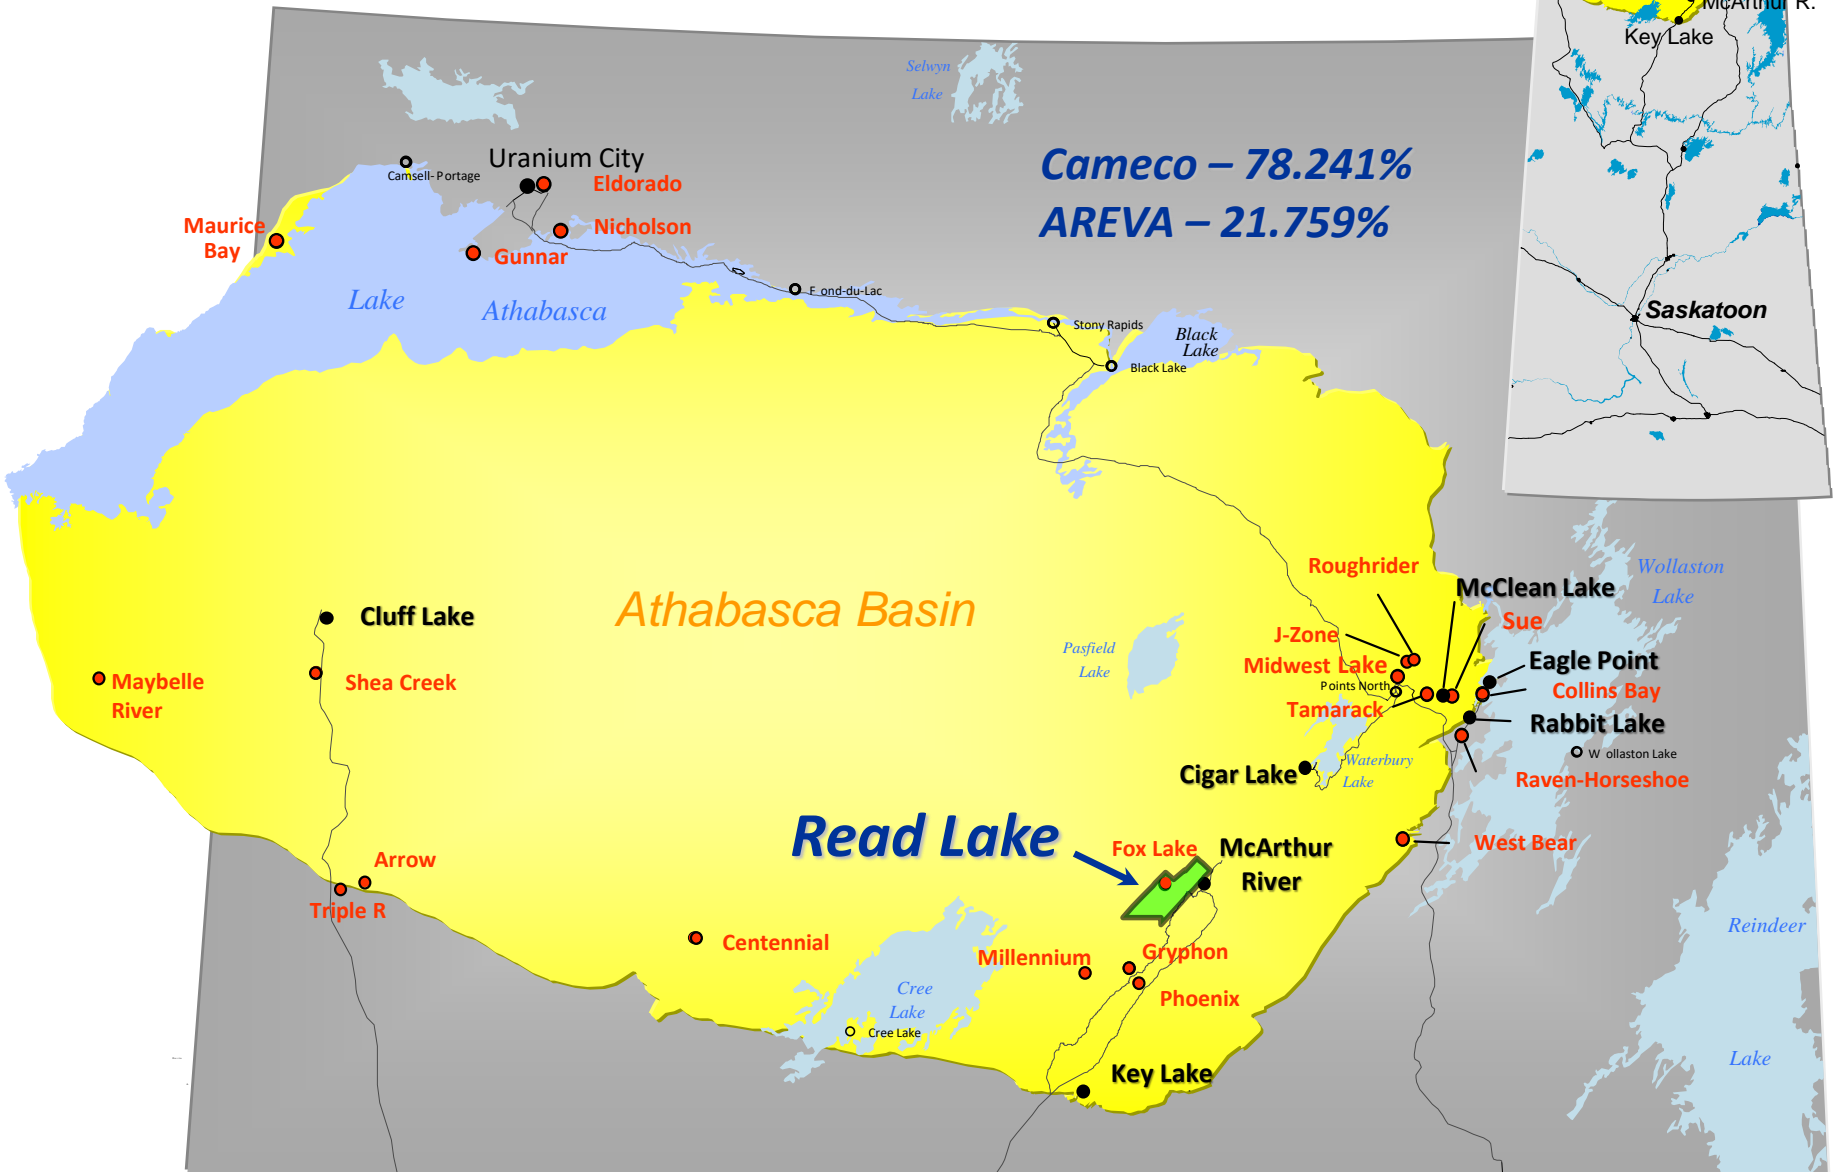 McArthur R.
Key Lake
Selwyn
Lake
Cameco – 78.241%
AREVA – 21.759%
Uranium City
Camsell-Portage
Eldorado
Maurice
Bay
Nicholson
Gunnar
Lake
Athabasca
F ond-du-Lac
Saskatoon
Stony Rapids
Black
Lake
Black Lake
Roughrider
Wollaston
Lake
McClean Lake
Sue
Cluff Lake
Athabasca Basin
J-Zone
Pasfield
Lake
Midwest Lake
Eagle Point
Points North
Collins Bay
Maybelle
River
Shea Creek
Tamarack
Rabbit Lake
W ollaston Lake
Waterbury
Lake
Cigar Lake
Raven-Horseshoe
Read Lake
Fox Lake
McArthur
River
West Bear
Arrow
Triple R
Reindeer
Lake
Centennial
Millennium
Gryphon
Phoenix
Cree
Lake
Cree Lake
Key Lake